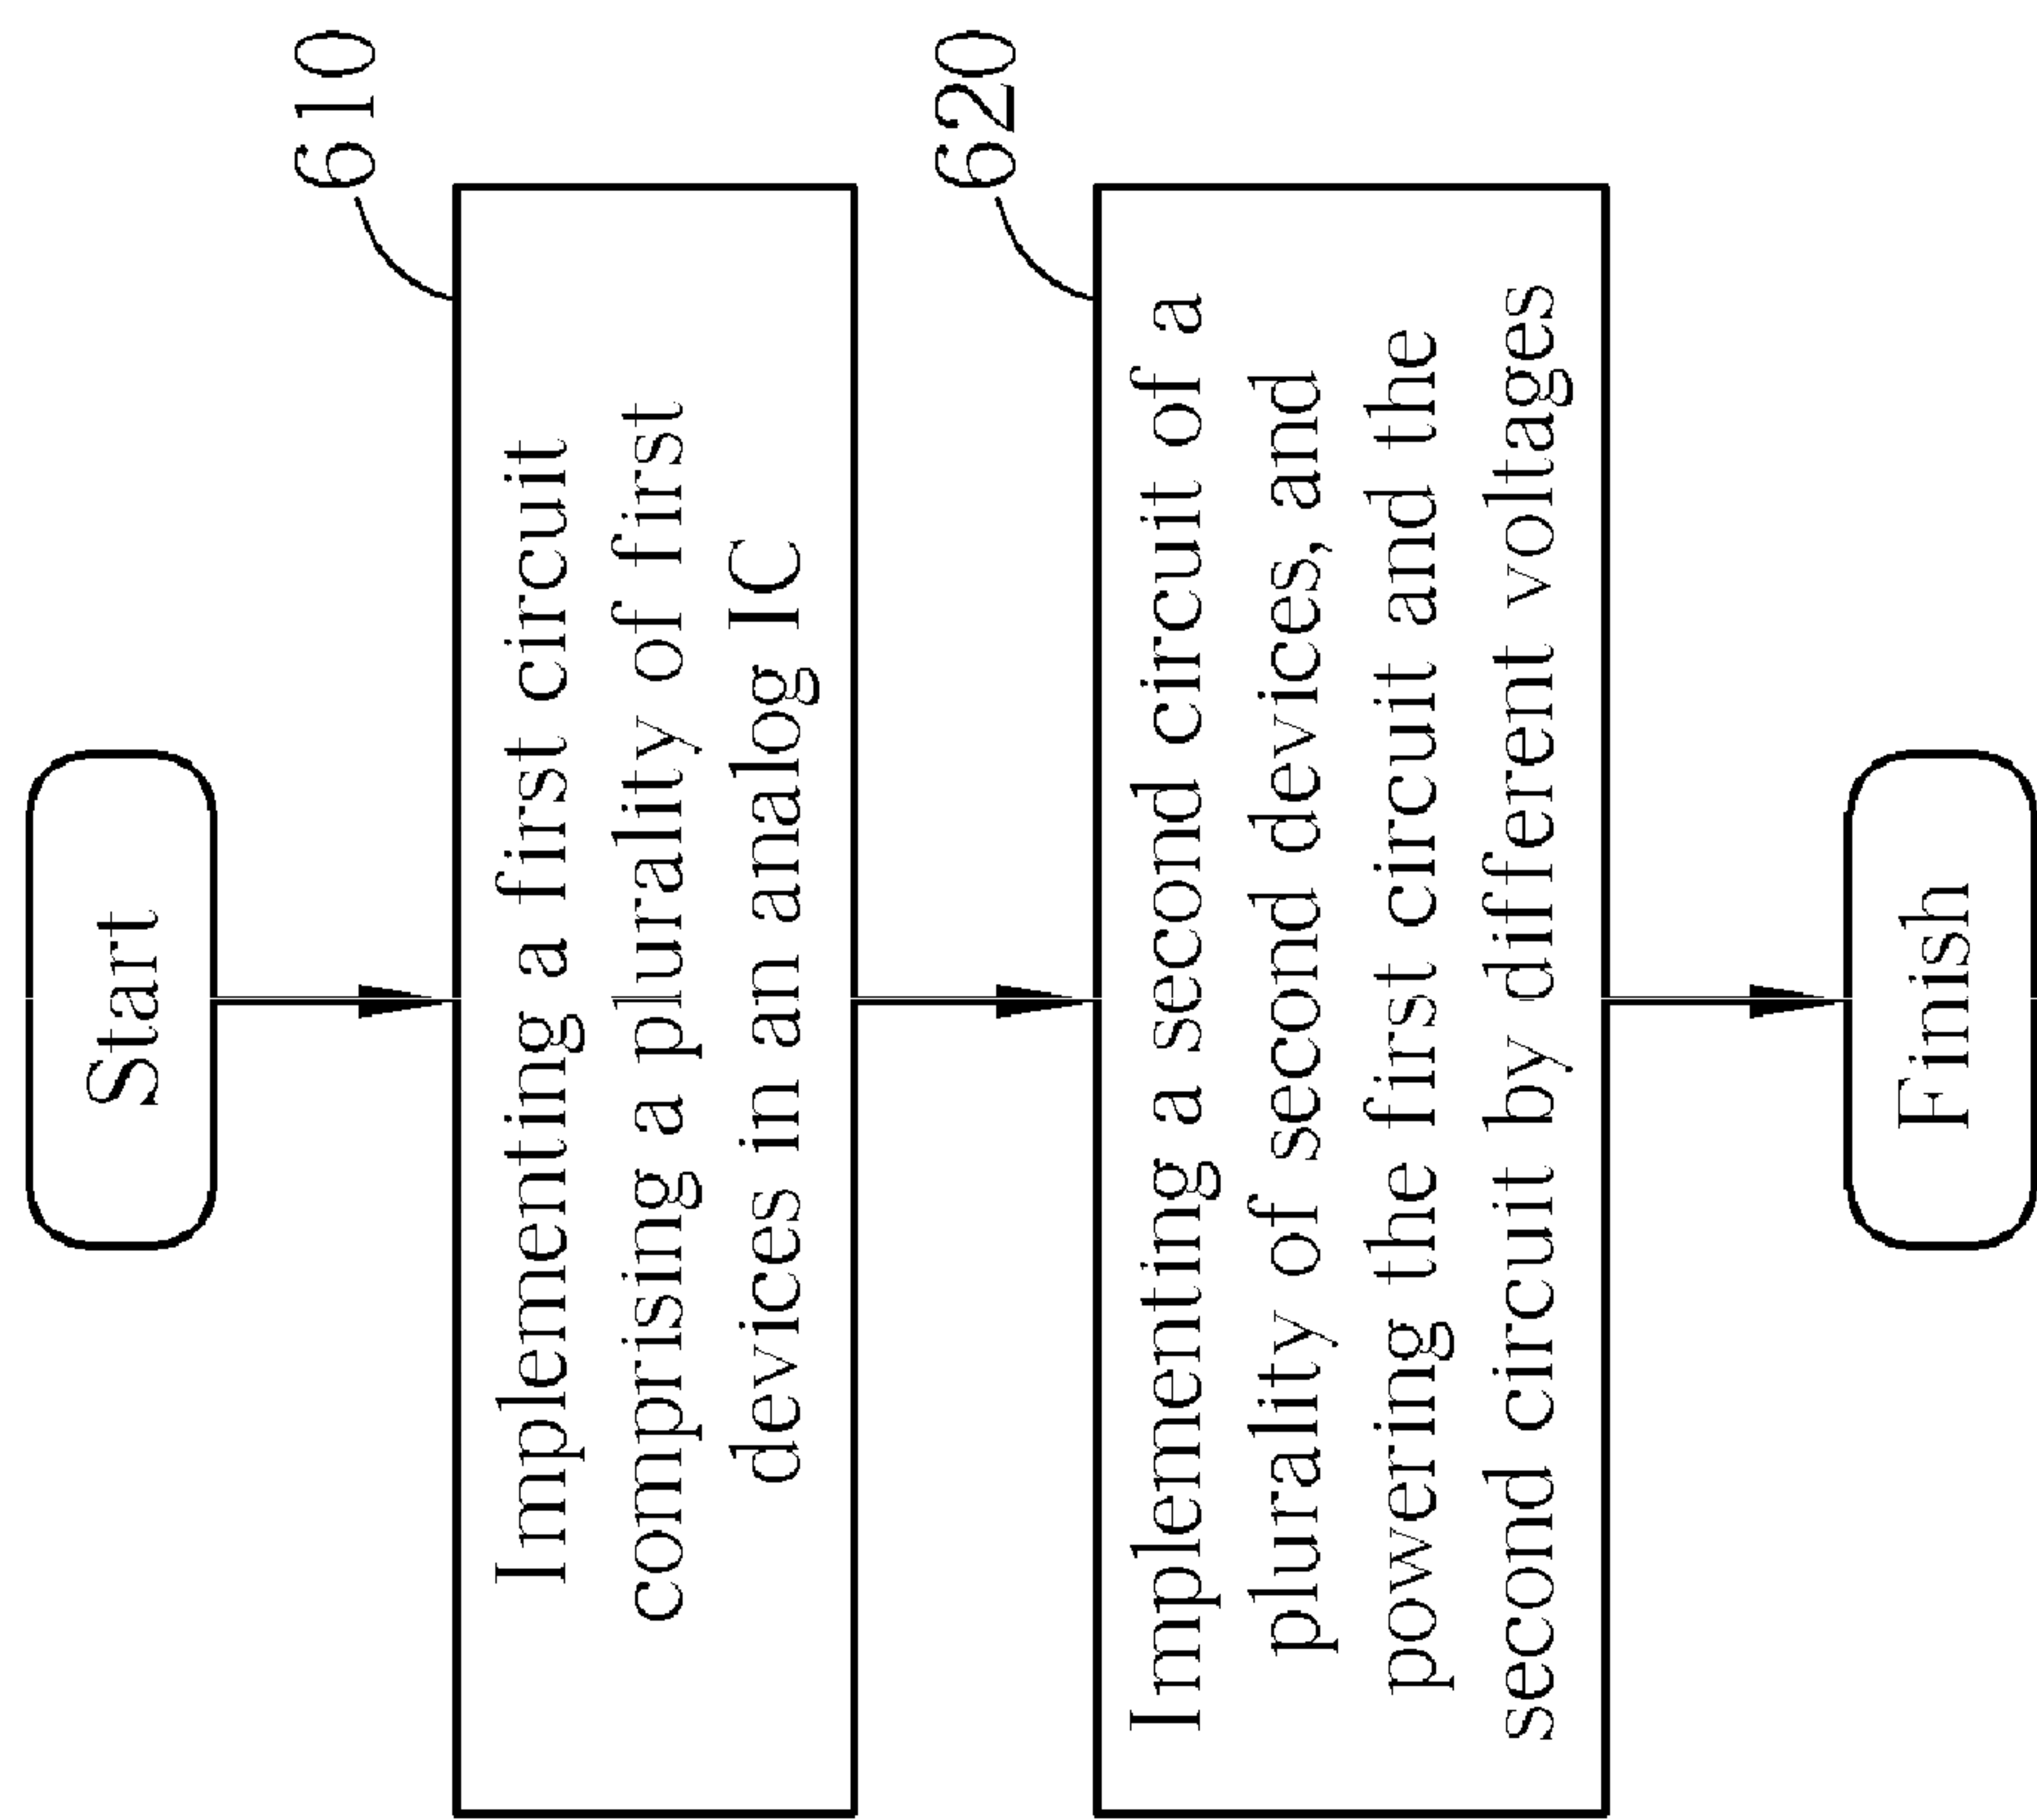 Start
610
Implementing a first circuit
comprising a plurality of first
devices in an analog IC
620
Implementing a second circuit of a
plurality of second devices, and
powering the first circuit and the
second circuit by different voltages
Finish